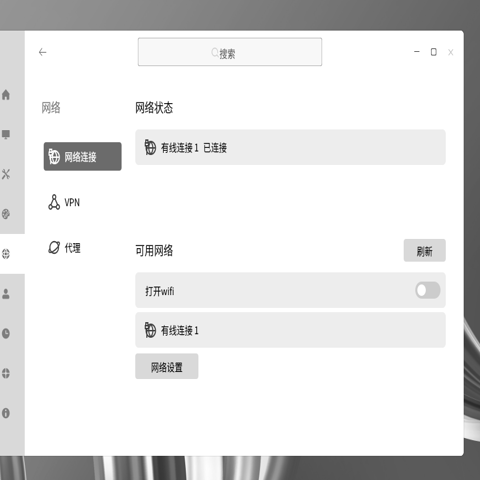 搜索
网络
网络连接
VPN
代理
网络状态
有线连接 1 已连接
可用网络
刷新
打开wifi
有线连接 1
网络设置